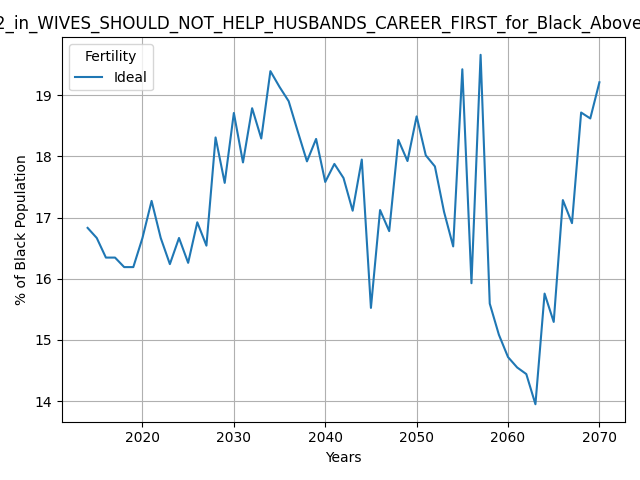 2_in_WIVES_SHOULD_NOT_HELP_HUSBANDS_CAREER_FIRST_for_Black_Above
Fertility
Ideal
% of Black Population
19
18
17
16
15
14
2020 2030 2040 2050 2060 2070
Years